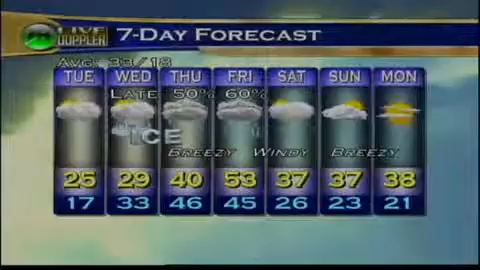 LIVE
DOPPLER
7-DAY FORECAST
AVG: 33/18
TUE WED THU FRI SAT SUN MON
LATE 50% 60%
ICE
BREEZY WINDY BREEZY
25 29 40 53 37 37 38
17 33 46 45 26 23 21